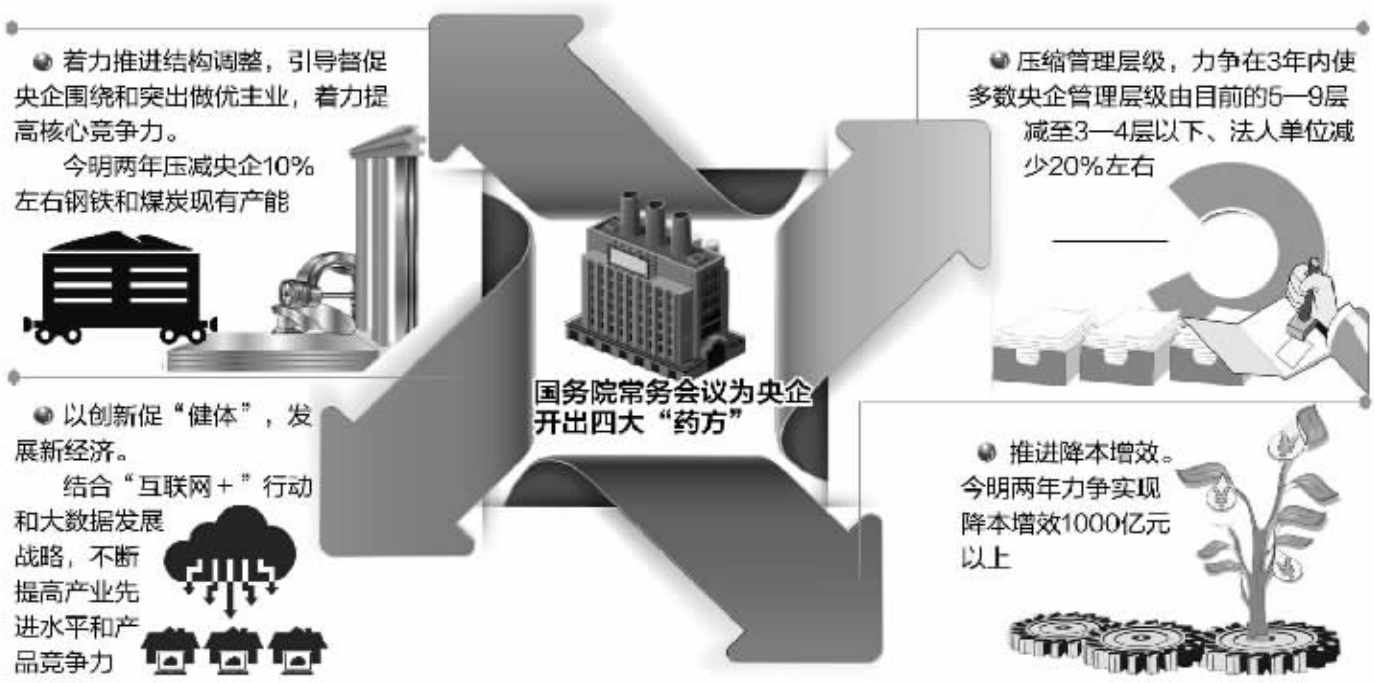 着力推进结构调整，引导督促
央企围绕和突出做优主业，着力提
高核心竞争力。
今明两年压减央企10%
左右钢铁和煤炭现有产能
压缩管理层级，力争在3年内使
多数央企管理层级由目前的5—9层
减至3—4层以下、法人单位减
少20%左右
国务院常务会议为央企
开出四大“药方”
以创新促“健体”，发
展新经济。
结合“互联网＋”行动
和大数据发展
战略，不断
提高产业先
进水平和产
品竞争力
推进降本增效。
今明两年力争实现
降本增效1000亿元
以上